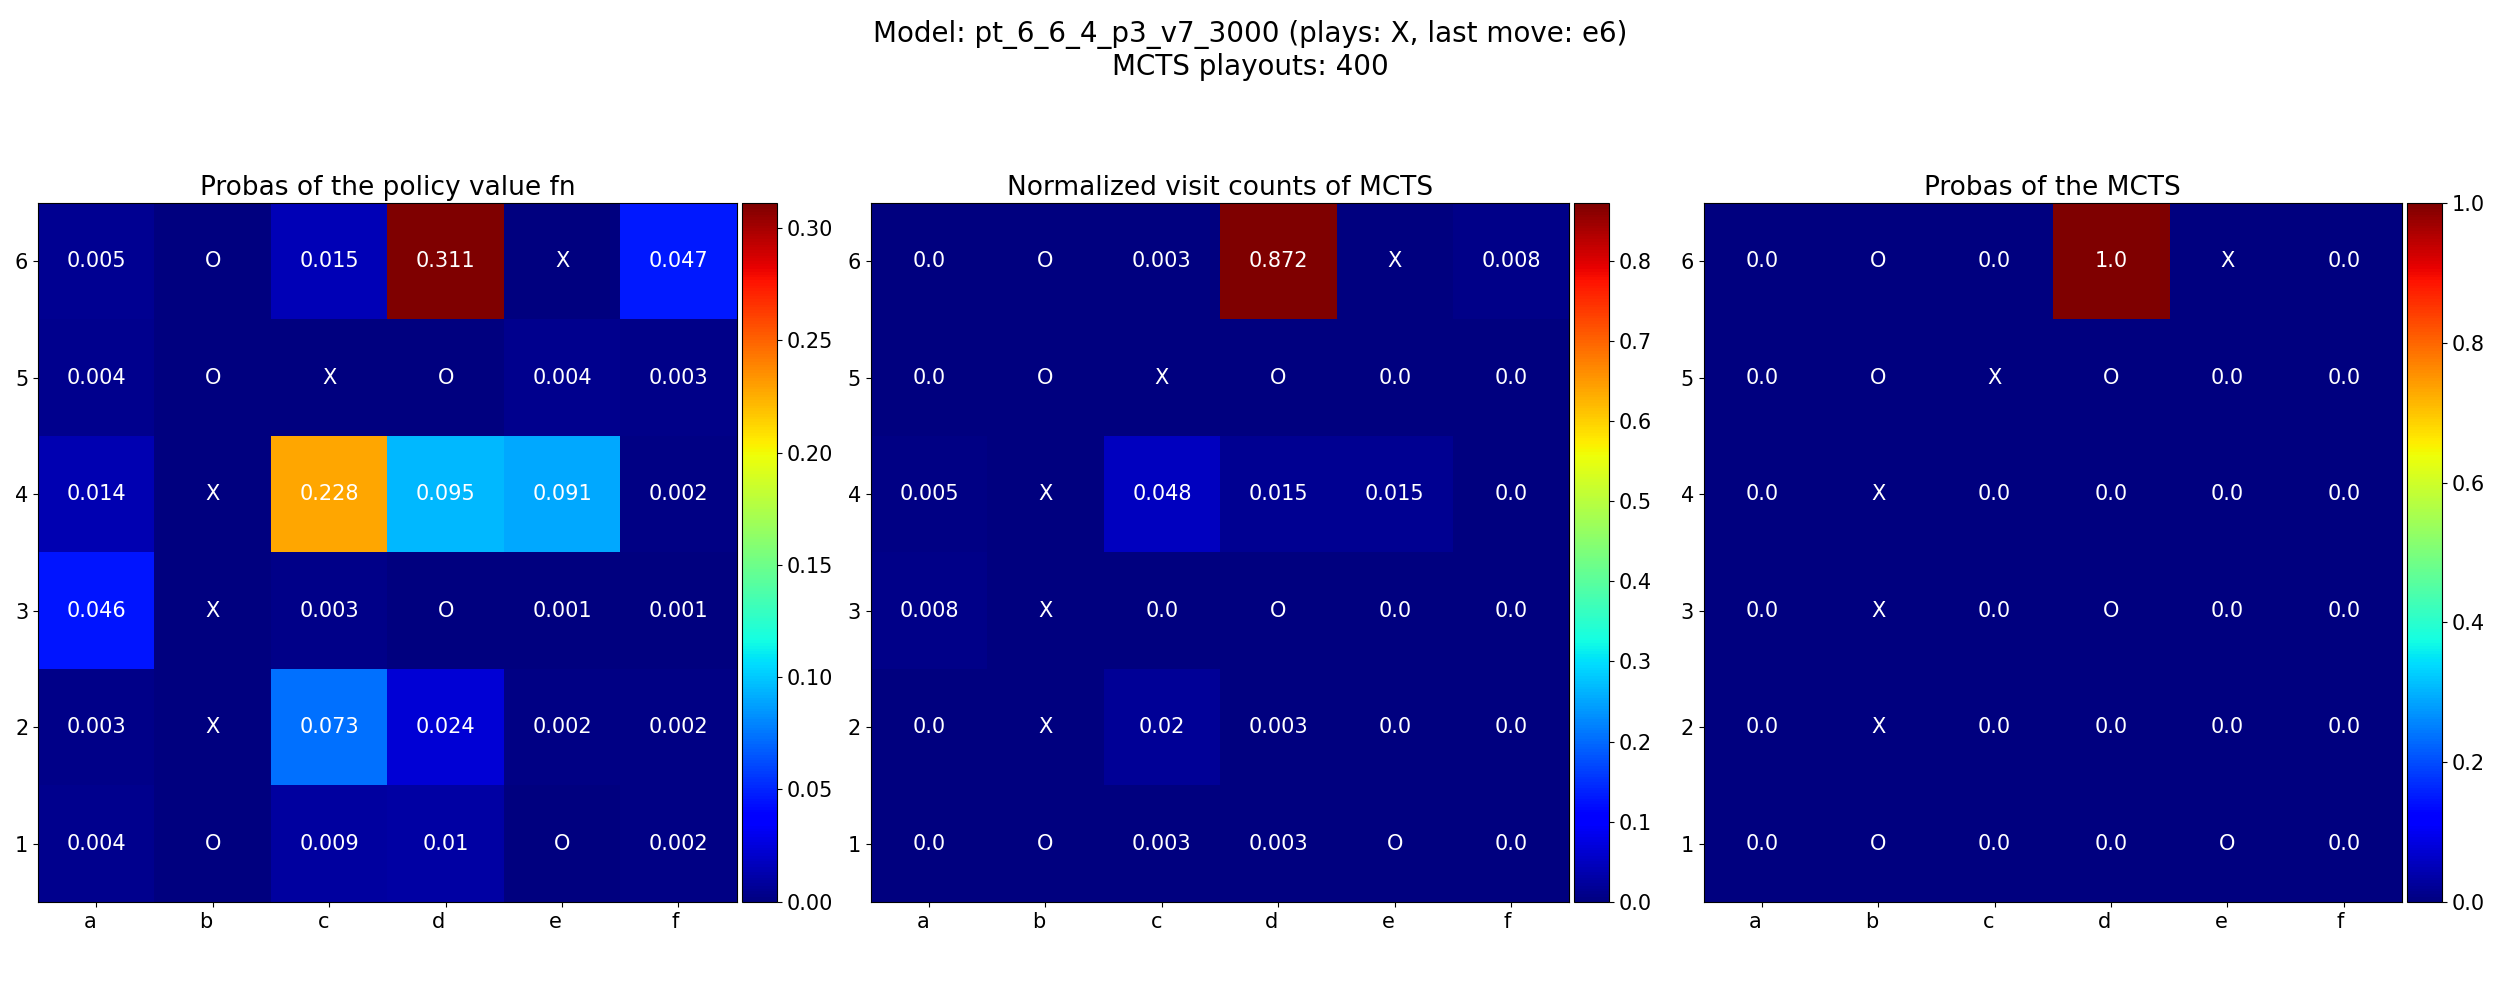 Model: pt_6_6_4_p3_v7_3000 (plays: X, last move: e6)
MCTS playouts: 400
Probas of the policy value fn
6 0.005 O 0.015 0.311 X 0.047
5 0.004 O X O 0.004 0.003
4 0.014 X 0.228 0.095 0.091 0.002
3 0.046 X 0.003 O 0.001 0.001
2 0.003 X 0.073 0.024 0.002 0.002
1 0.004 O 0.009 0.01 O 0.002
a b c d e f
0.30
0.25
0.20
0.15
0.10
0.05
0.00
Normalized visit counts of MCTS
6 0.0 O 0.003 0.872 X 0.008
5 0.0 O X O 0.0 0.0
4 0.005 X 0.048 0.015 0.015 0.0
3 0.008 X 0.0 O 0.0 0.0
2 0.0 X 0.02 0.003 0.0 0.0
1 0.0 O 0.003 0.003 O 0.0
a b c d e f
0.8
0.7
0.6
0.5
0.4
0.3
0.2
0.1
0.0
Probas of the MCTS
6 0.0 O 0.0 1.0 X 0.0
5 0.0 O X O 0.0 0.0
4 0.0 X 0.0 0.0 0.0 0.0
3 0.0 X 0.0 O 0.0 0.0
2 0.0 X 0.0 0.0 0.0 0.0
1 0.0 O 0.0 0.0 O 0.0
a b c d e f
1.0
0.8
0.6
0.4
0.2
0.0